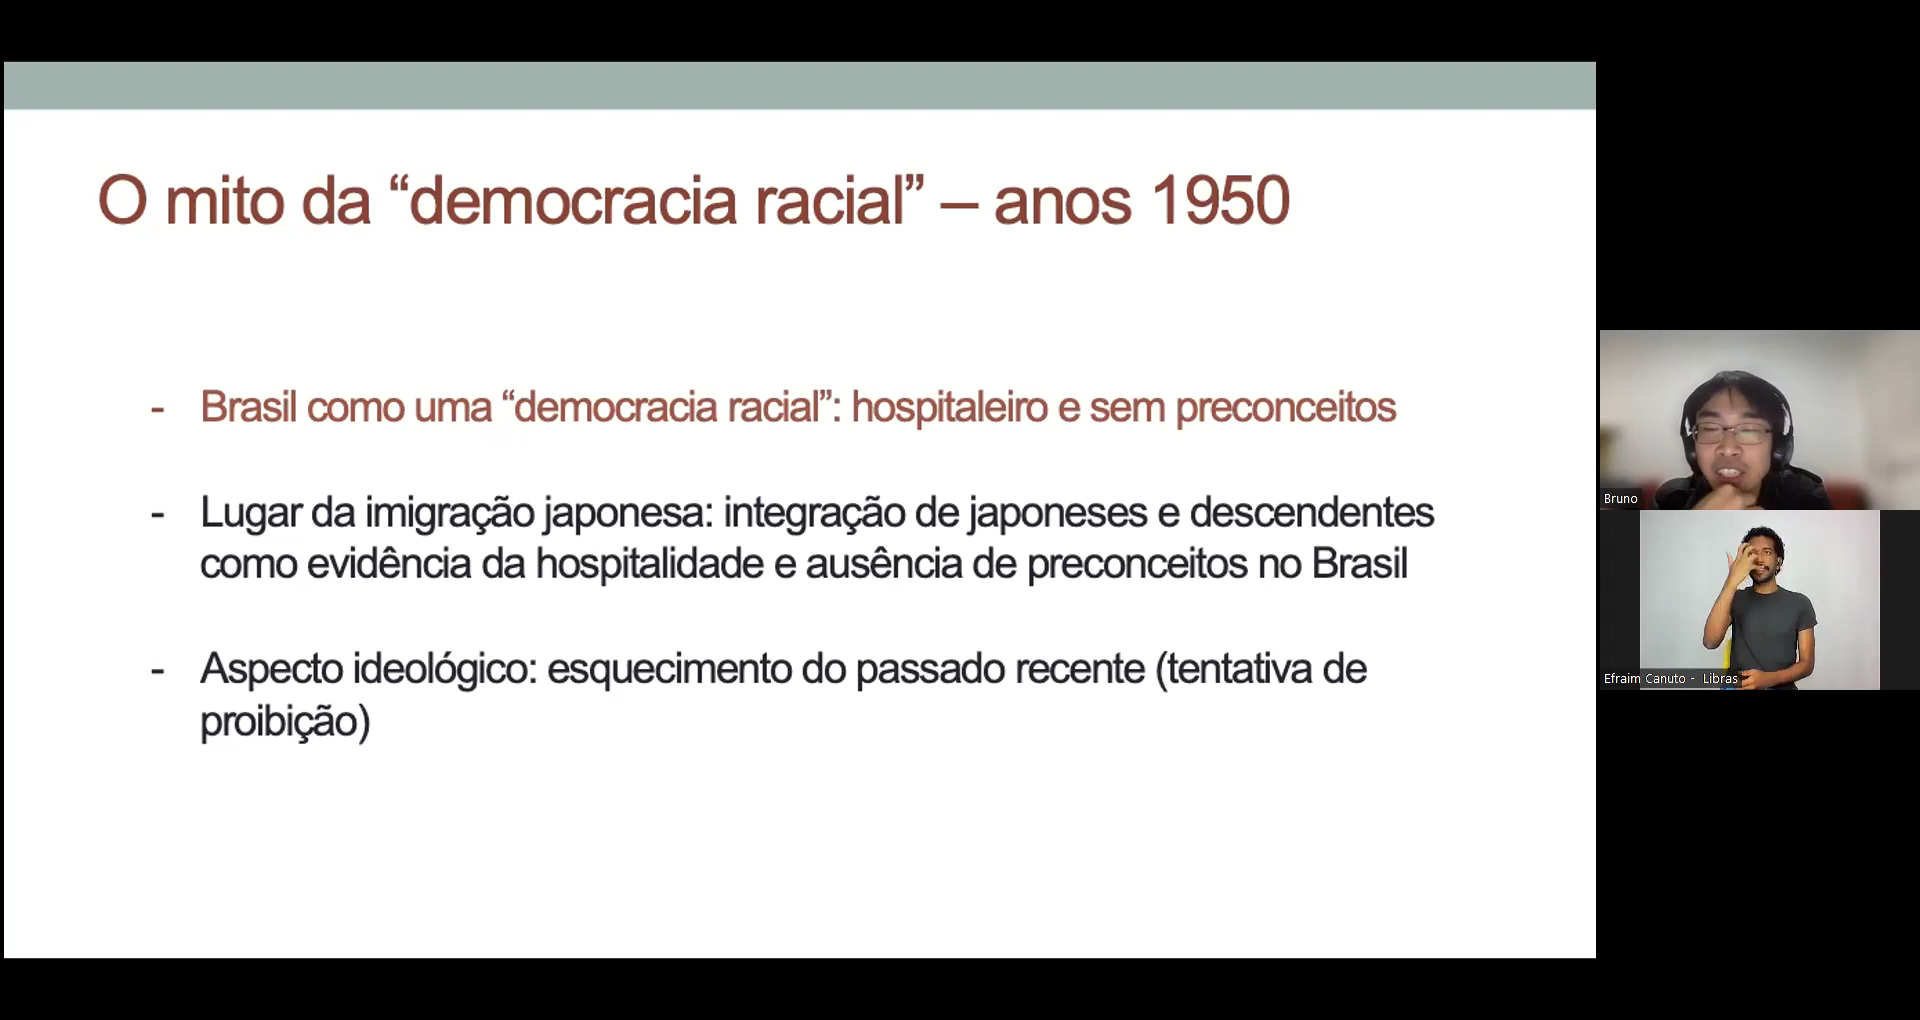 O mito da “democracia racial” – anos 1950
- Brasil como uma “democracia racial”: hospitaleiro e sem preconceitos
- Lugar da imigração japonesa: integração de japoneses e descendentes
como evidência da hospitalidade e ausência de preconceitos no Brasil
- Aspecto ideológico: esquecimento do passado recente (tentativa de
proibição)
Bruno
Efraim Canuto - Libras